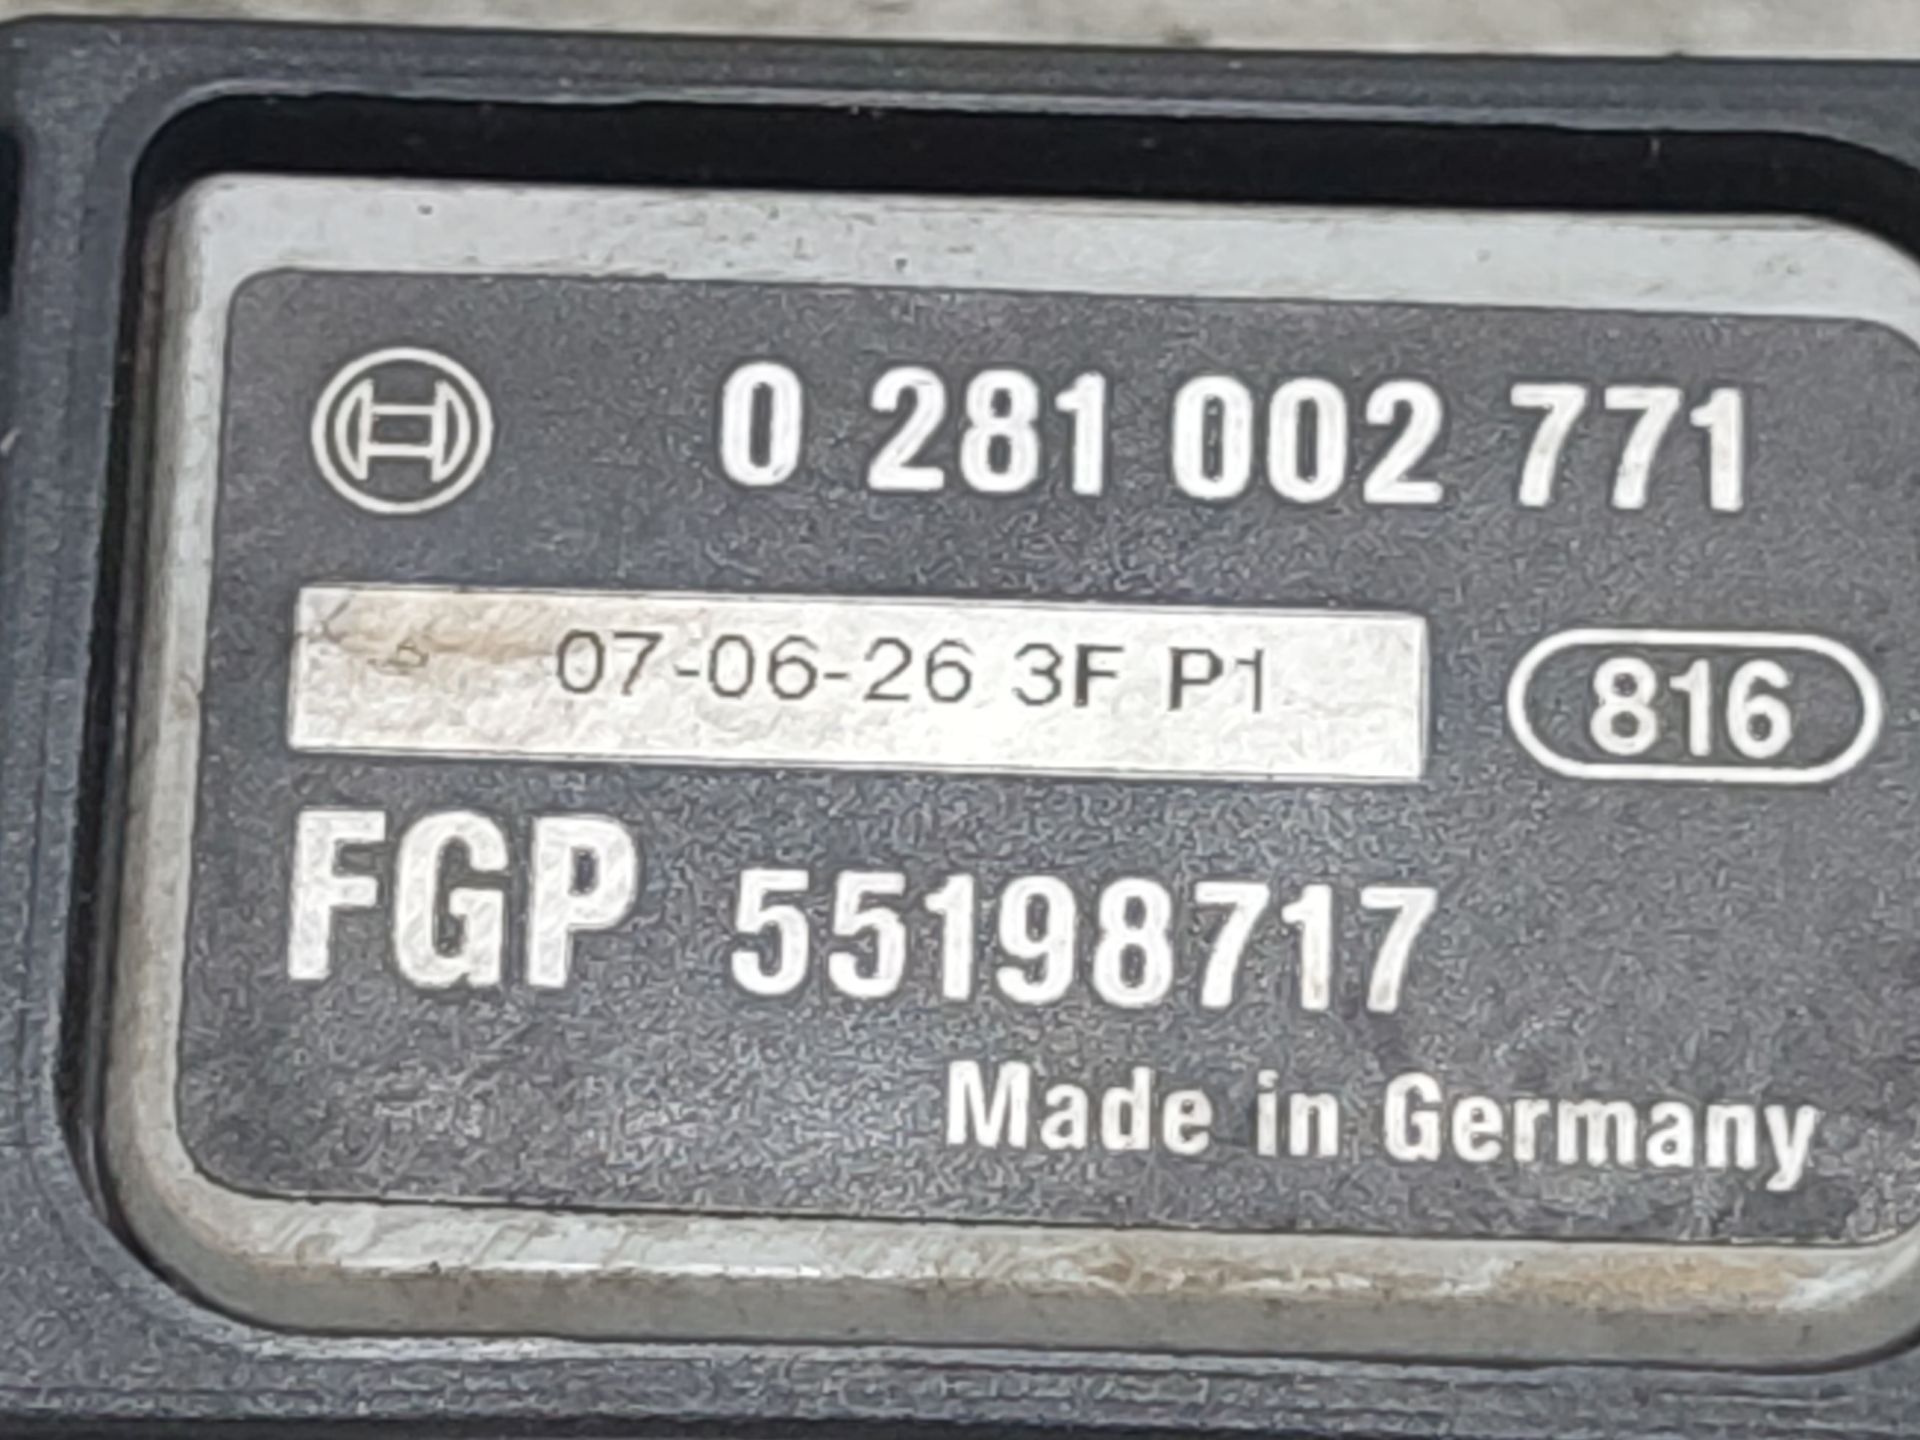 0 281 002 771
07-06-26 3F P1
816
FGP 55198717
Made in Germany